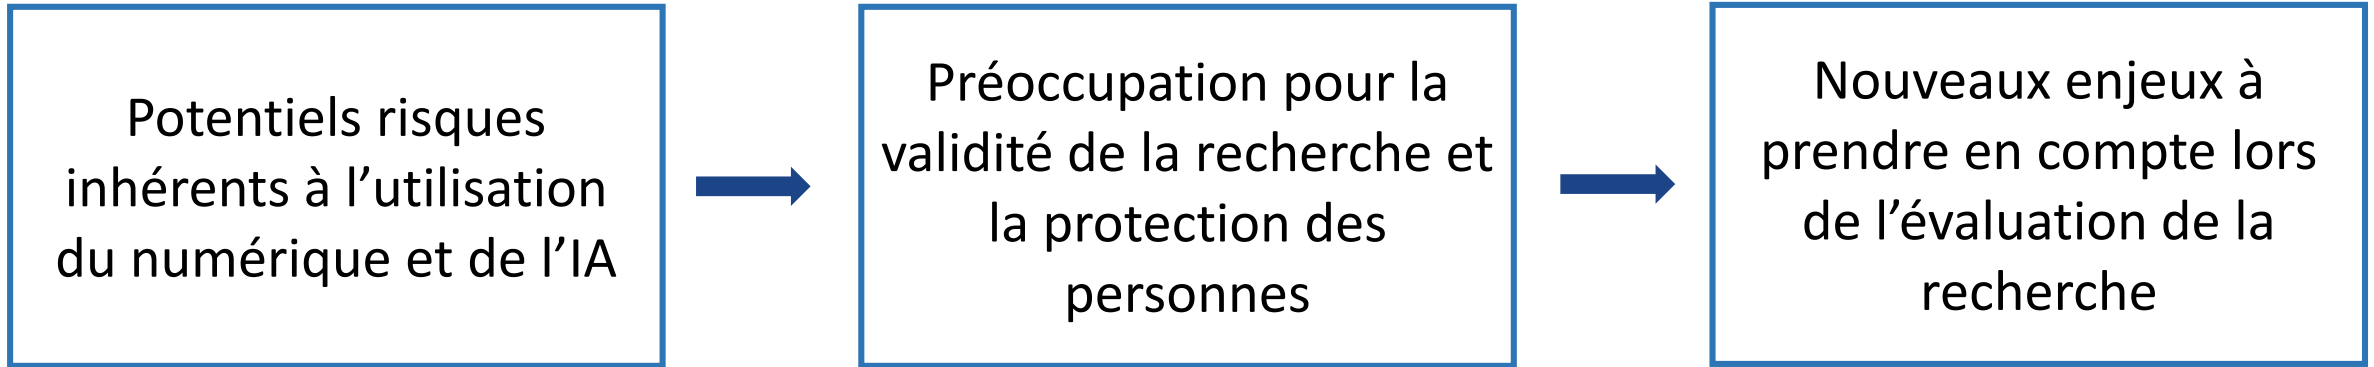 Potentiels risques
inhérents à l’utilisation
du numérique et de l’IA
Préoccupation pour la
validité de la recherche et
la protection des
personnes
Nouveaux enjeux à
prendre en compte lors
de l’évaluation de la
recherche